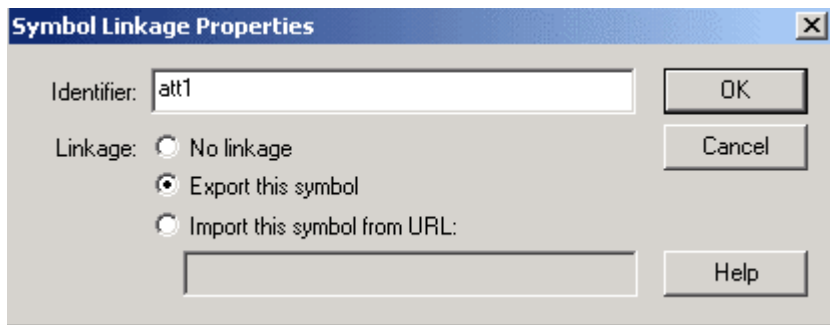 Symbol Linkage Properties
Identifier: att1 OK
Linkage: No linkage Cancel
Export this symbol
Import this symbol from URL:
Help